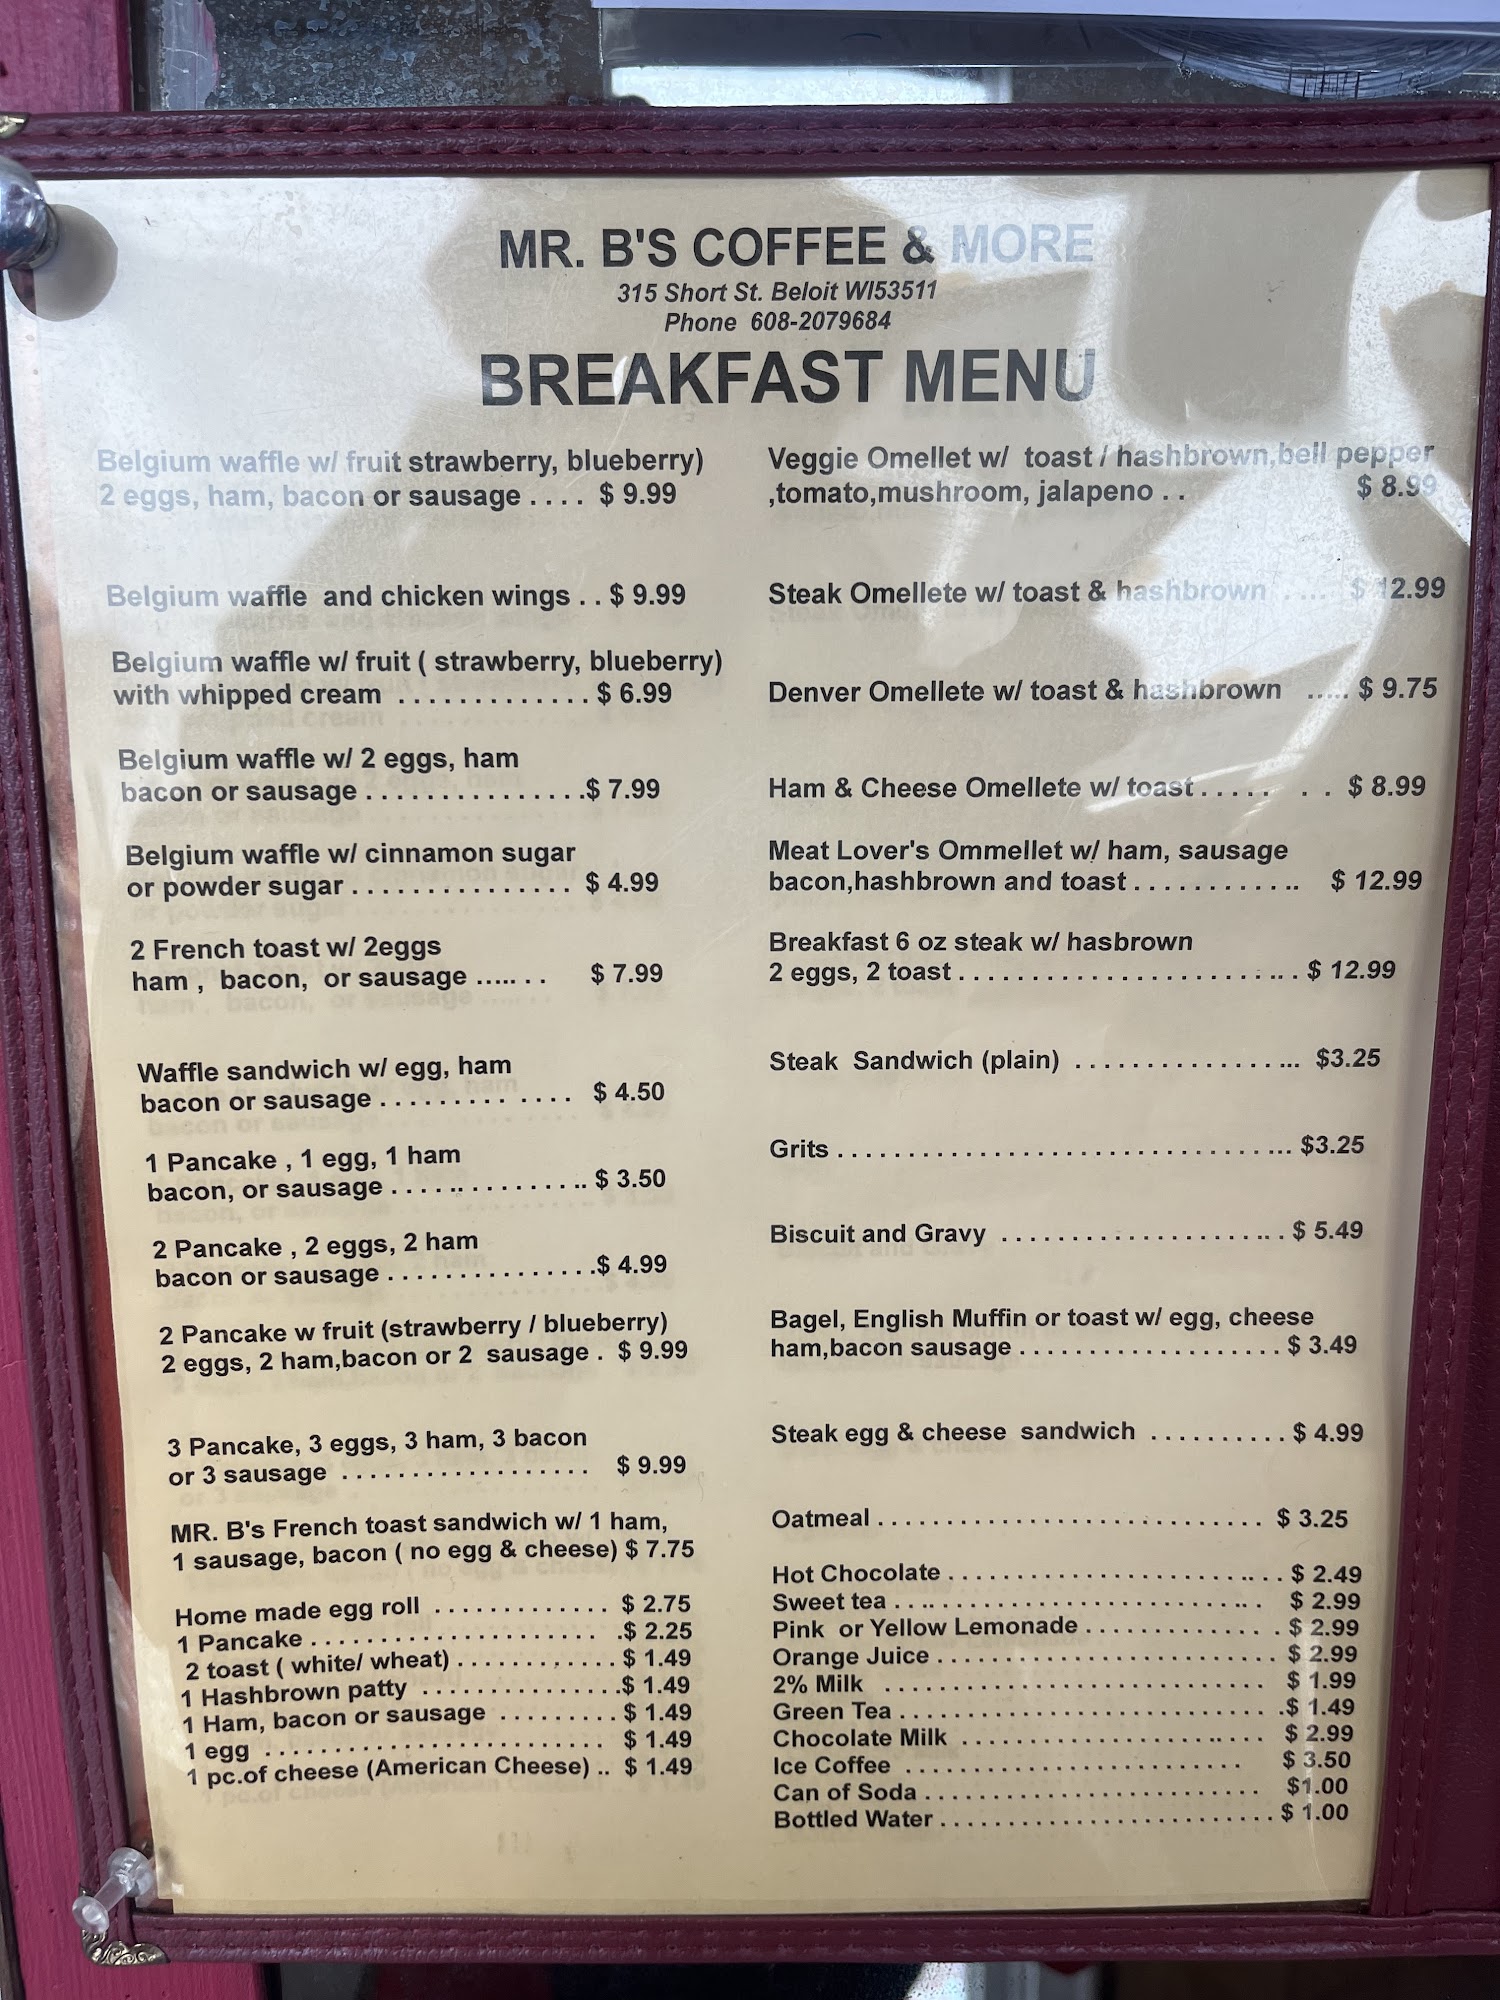 MR. B'S COFFEE & MORE
315 Short St. Beloit WI53511
Phone 608-2079684
BREAKFAST MENU
Belgium waffle w/ fruit strawberry, blueberry)
2 eggs, ham, bacon or sausage . . . . $ 9.99
Belgium waffle and chicken wings . . $ 9.99
Belgium waffle w/ fruit ( strawberry, blueberry)
with whipped cream . . . . . . . . . . . . . $ 6.99
Belgium waffle w/ 2 eggs, ham
bacon or sausage . . . . . . . . . . . . . . . .$ 7.99
Belgium waffle w/ cinnamon sugar
or powder sugar . . . . . . . . . . . . . . . . $ 4.99
2 French toast w/ 2eggs
ham , bacon, or sausage ..... . . $ 7.99
Waffle sandwich w/ egg, ham
bacon or sausage . . . . . . . . . . . . . $ 4.50
1 Pancake , 1 egg, 1 ham
bacon, or sausage . . . . .. . . . . . . . . .. $ 3.50
2 Pancake , 2 eggs, 2 ham
bacon or sausage . . . . . . . . . . . . . . .$ 4.99
2 Pancake w fruit (strawberry / blueberry)
2 eggs, 2 ham,bacon or 2 sausage . $ 9.99
3 Pancake, 3 eggs, 3 ham, 3 bacon
or 3 sausage . . . . . . . . . . . . . . . . . . $ 9.99
MR. B's French toast sandwich w/ 1 ham,
1 sausage, bacon ( no egg & cheese) $ 7.75
Home made egg roll . . . . . . . . . . . . . $ 2.75
1 Pancake . . . . . . . . . . . . . . . . . . . . . .$ 2.25
2 toast ( white/ wheat) . . . . . . . . . . . . $ 1.49
1 Hashbrown patty . . . . . . . . . . . . . . .$ 1.49
1 Ham, bacon or sausage . . . . . . . . . $ 1.49
1 egg . . . . . . . . . . . . . . . . . . . . . . . . . $ 1.49
1 pc.of cheese (American Cheese) .. $ 1.49
Veggie Omellet w/ toast / hashbrown,bell pepper
,tomato,mushroom, jalapeno . . $ 8.99
Steak Omellete w/ toast & hashbrown . ... $ 12.99
Denver Omellete w/ toast & hashbrown ..... $ 9.75
Ham & Cheese Omellete w/ toast . . . . . . . $ 8.99
Meat Lover's Ommellet w/ ham, sausage
bacon,hashbrown and toast . . . . . . . . . . .. $ 12.99
Breakfast 6 oz steak w/ hasbrown
2 eggs, 2 toast . . . . . . . . . . . . . . . . . . . . . . .. . $ 12.99
Steak Sandwich (plain) . . . . . . . . . . . . . . ... $3.25
Grits . . . . . . . . . . . . . . . . . . . . . . . . . . . . . . ... $3.25
Biscuit and Gravy . . . . . . . . . . . . . . . . . . .. . $ 5.49
Bagel, English Muffin or toast w/ egg, cheese
ham,bacon sausage . . . . . . . . . . . . . . . . . . . $ 3.49
Steak egg & cheese sandwich . . . . . . . . . . $ 4.99
Oatmeal . . . . . . . . . . . . . . . . . . . . . . . . . . . . $ 3.25
Hot Chocolate . . . . . . . . . . . . . . . . . . . . . .. . . $ 2.49
Sweet tea . . .. . . . . . . . . . . . . . . . . . . . . . .. . $ 2.99
Pink or Yellow Lemonade . . . . . . . . . . . . . . $ 2.99
Orange Juice . . . . . . . . . . . . . . . . . . . . . . . . . $ 2.99
2% Milk . . . . . . . . . . . . . . . . . . . . . . . . . . . . $ 1.99
Green Tea . . . . . . . . . . . . . . . . . . . . . . . . . . . .$ 1.49
Chocolate Milk . . . . . . . . . . . . . . . . . . .. . . . $ 2.99
Ice Coffee . . . . . . . . . . . . . . . . . . . . . . . . . $ 3.50
Can of Soda . . . . . . . . . . . . . . . . . . . . . . . . . $1.00
Bottled Water . . . . . . . . . . . . . . . . . . . . . . . . . $ 1.00